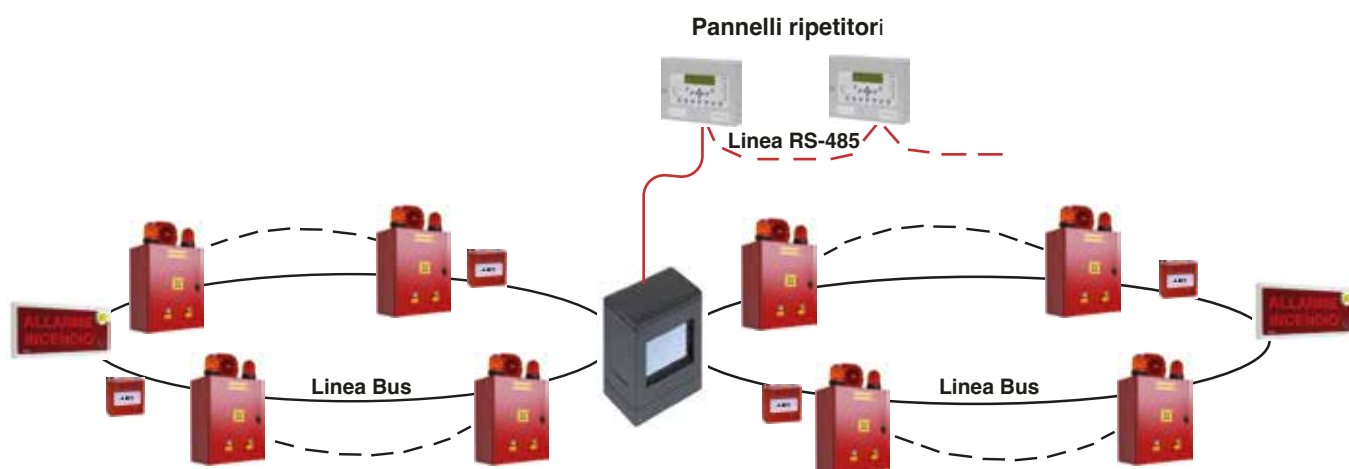 Pannelli ripetitori
Linea RS-485
ALLARME
INCENDIO
ALLARME
INCENDIO
Linea Bus
Linea Bus